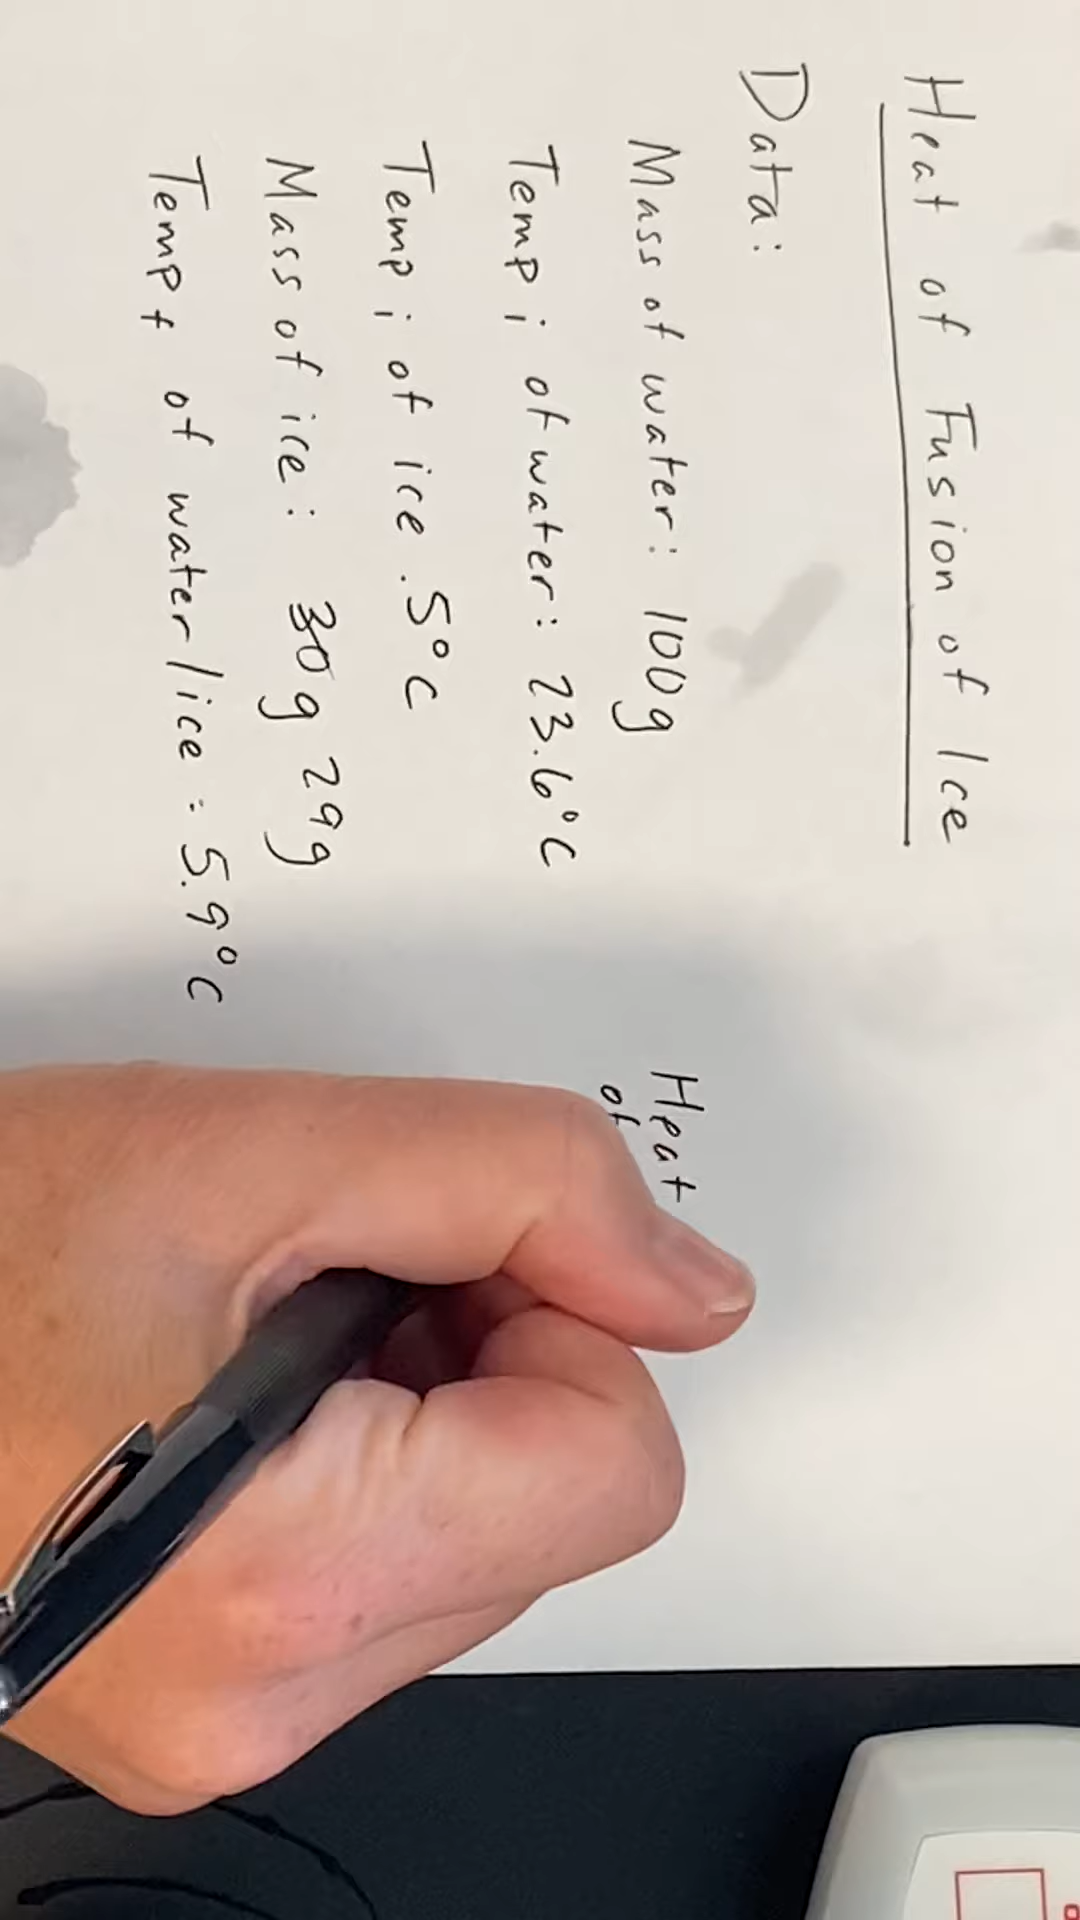 Heat of Fusion of Ice
Data:
Mass of water: 100g
Temp i of water: 23.6°C
Temp i of ice .5°C
Mass of ice: 30g 29g
Temp f of water/ice = 5.9°C
Heat
of